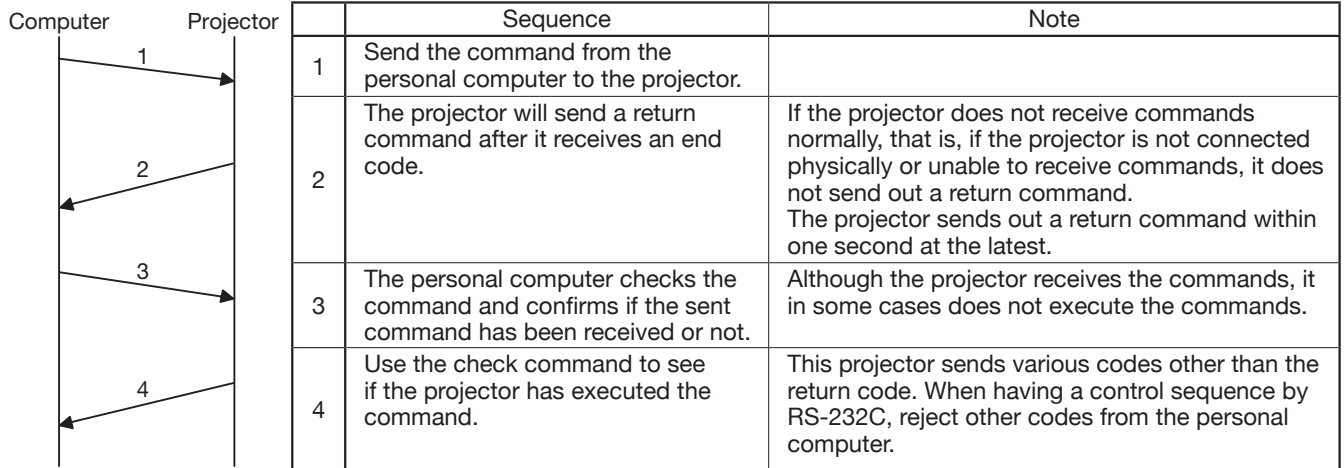 Computer Projector
1
2
3
4
Sequence Note
1 Send the command from the
personal computer to the projector.
2 The projector will send a return
command after it receives an end
code.
If the projector does not receive commands
normally, that is, if the projector is not connected
physically or unable to receive commands, it does
not send out a return command.
The projector sends out a return command within
one second at the latest.
3 The personal computer checks the
command and confirms if the sent
command has been received or not.
Although the projector receives the commands, it
in some cases does not execute the commands.
4 Use the check command to see
if the projector has executed the
command.
This projector sends various codes other than the
return code. When having a control sequence by
RS-232C, reject other codes from the personal
computer.